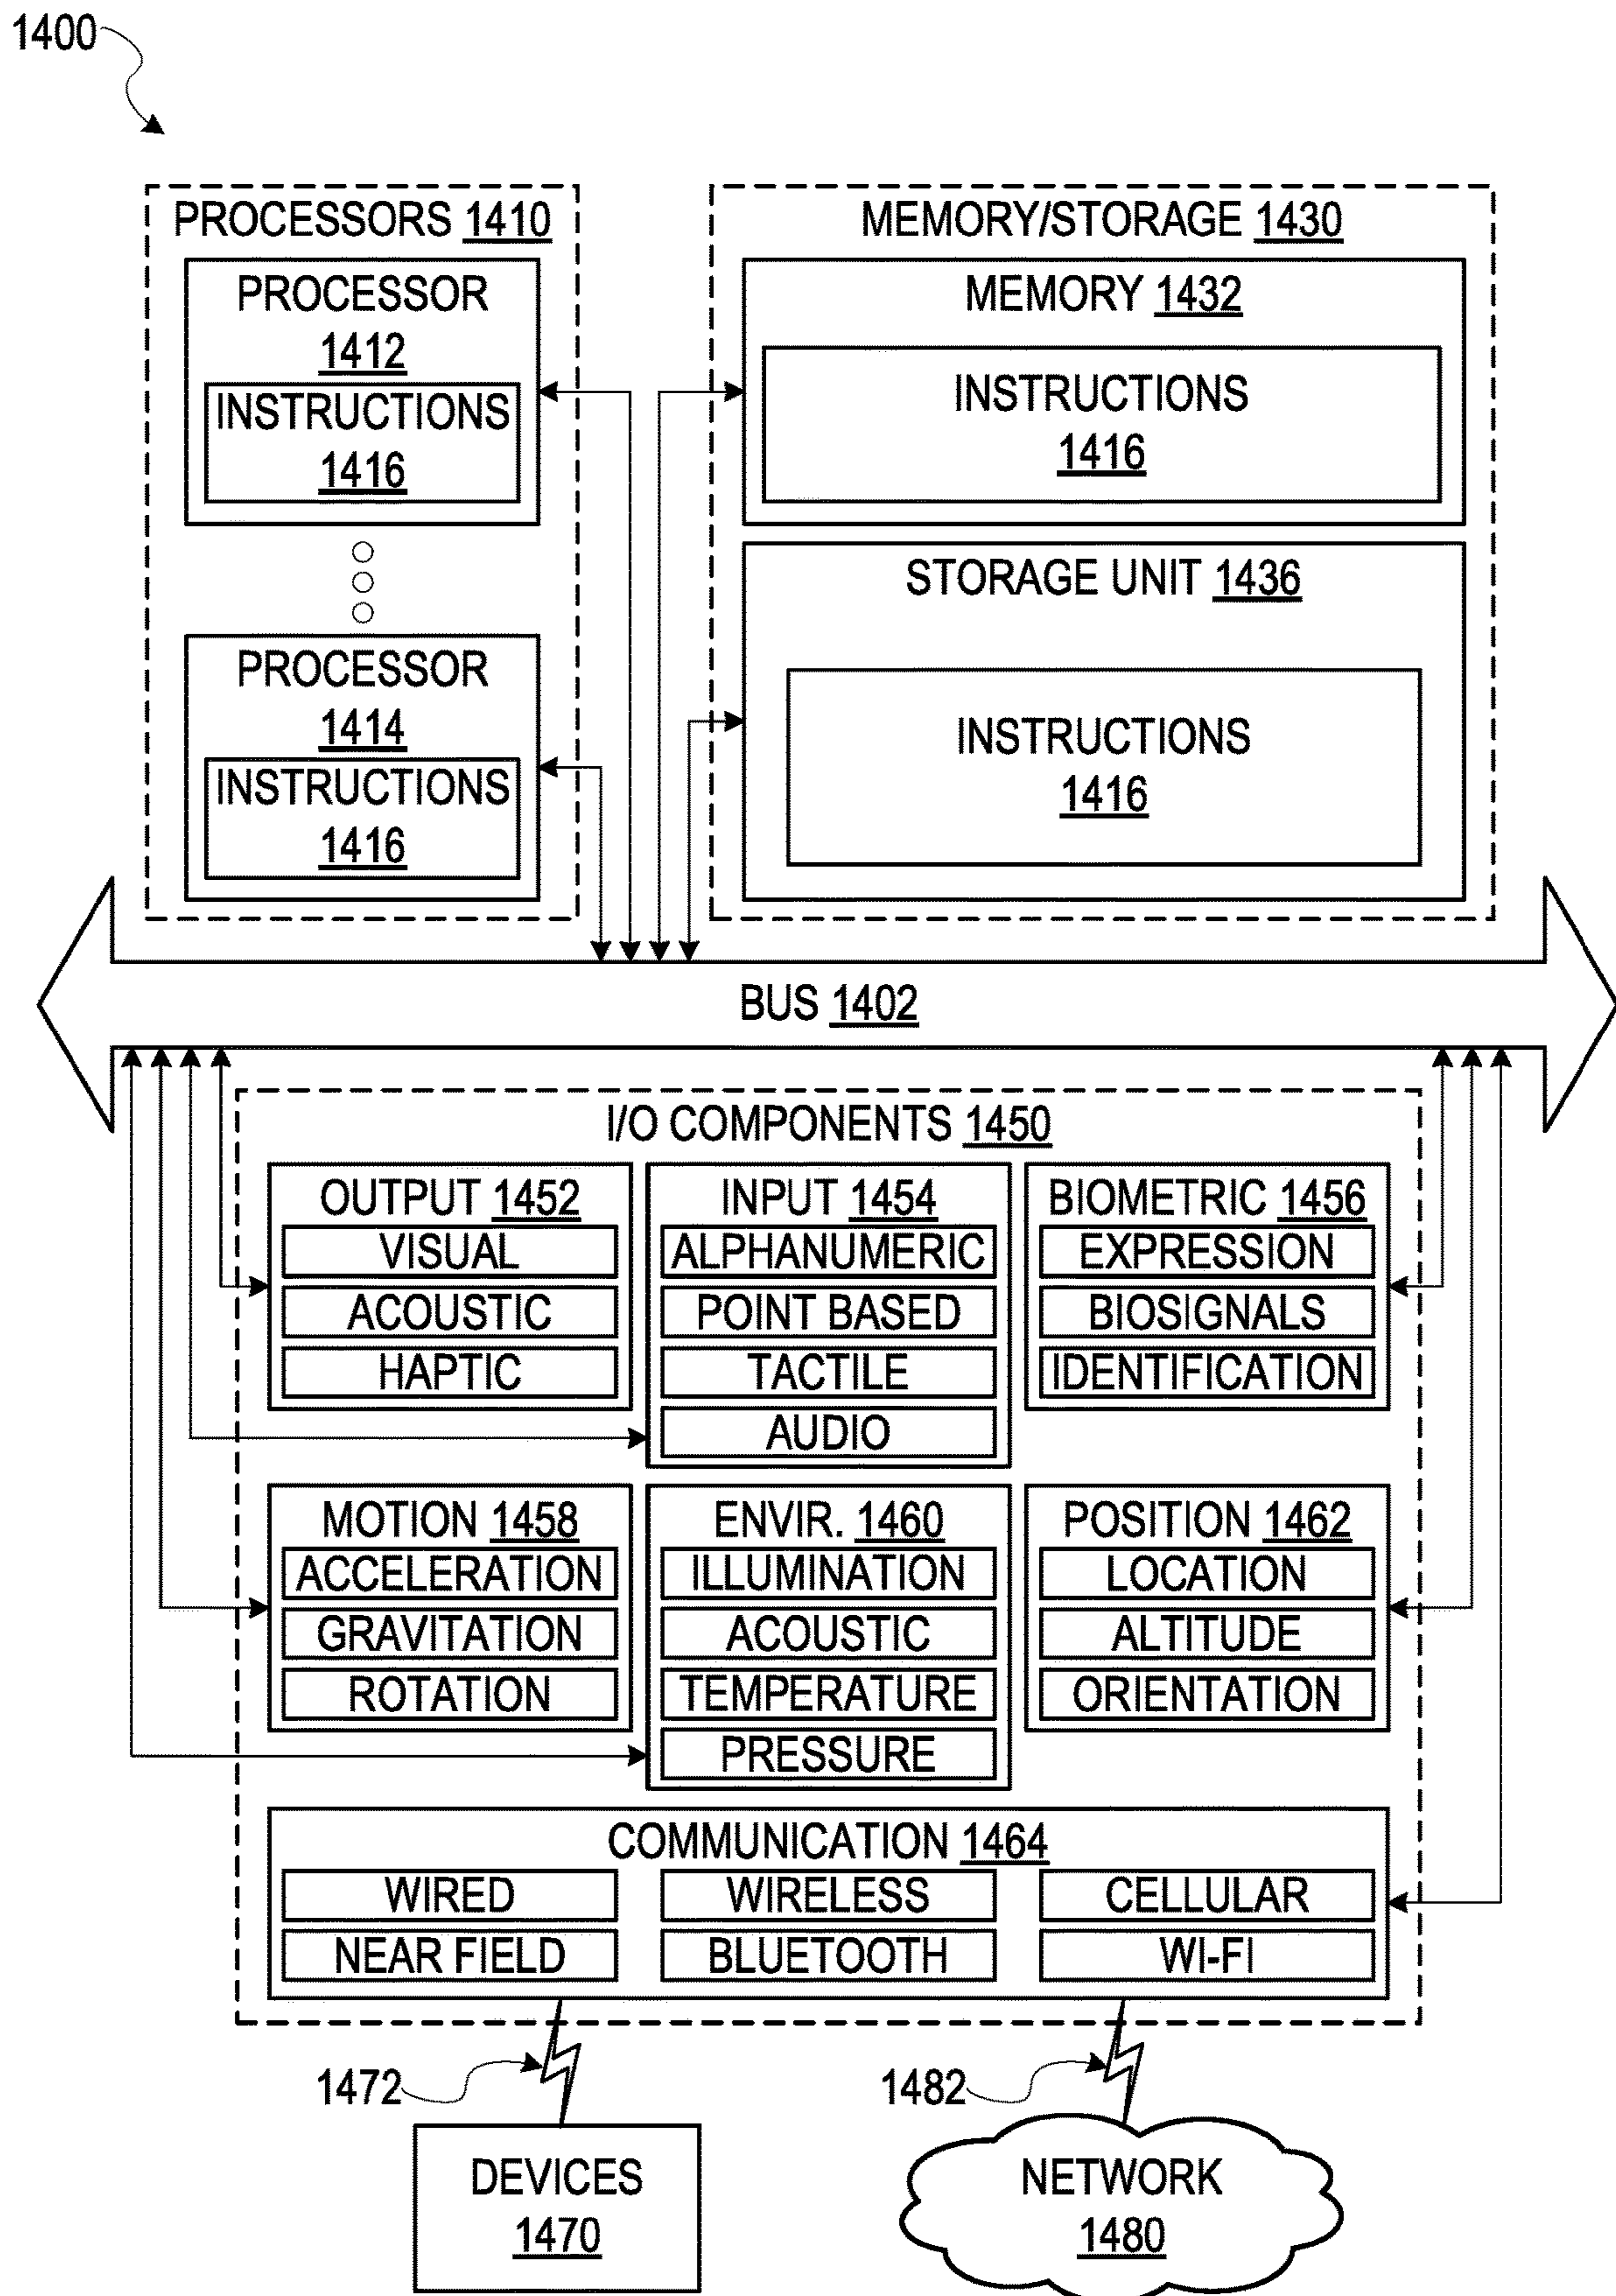 1400
PROCESSORS 1410
PROCESSOR
1412
INSTRUCTIONS
1416
PROCESSOR
1414
INSTRUCTIONS
1416
MEMORY/STORAGE 1430
MEMORY 1432
INSTRUCTIONS
1416
STORAGE UNIT 1436
INSTRUCTIONS
1416
BUS 1402
I/O COMPONENTS 1450
OUTPUT 1452
VISUAL
ACOUSTIC
HAPTIC
INPUT 1454
ALPHANUMERIC
POINT BASED
TACTILE
AUDIO
BIOMETRIC 1456
EXPRESSION
BIOSIGNALS
IDENTIFICATION
MOTION 1458
ACCELERATION
GRAVITATION
ROTATION
ENVIR. 1460
ILLUMINATION
ACOUSTIC
TEMPERATURE
PRESSURE
POSITION 1462
LOCATION
ALTITUDE
ORIENTATION
COMMUNICATION 1464
WIRED
WIRELESS
CELLULAR
NEAR FIELD
BLUETOOTH
WI-FI
1472
1482
DEVICES
1470
NETWORK
1480